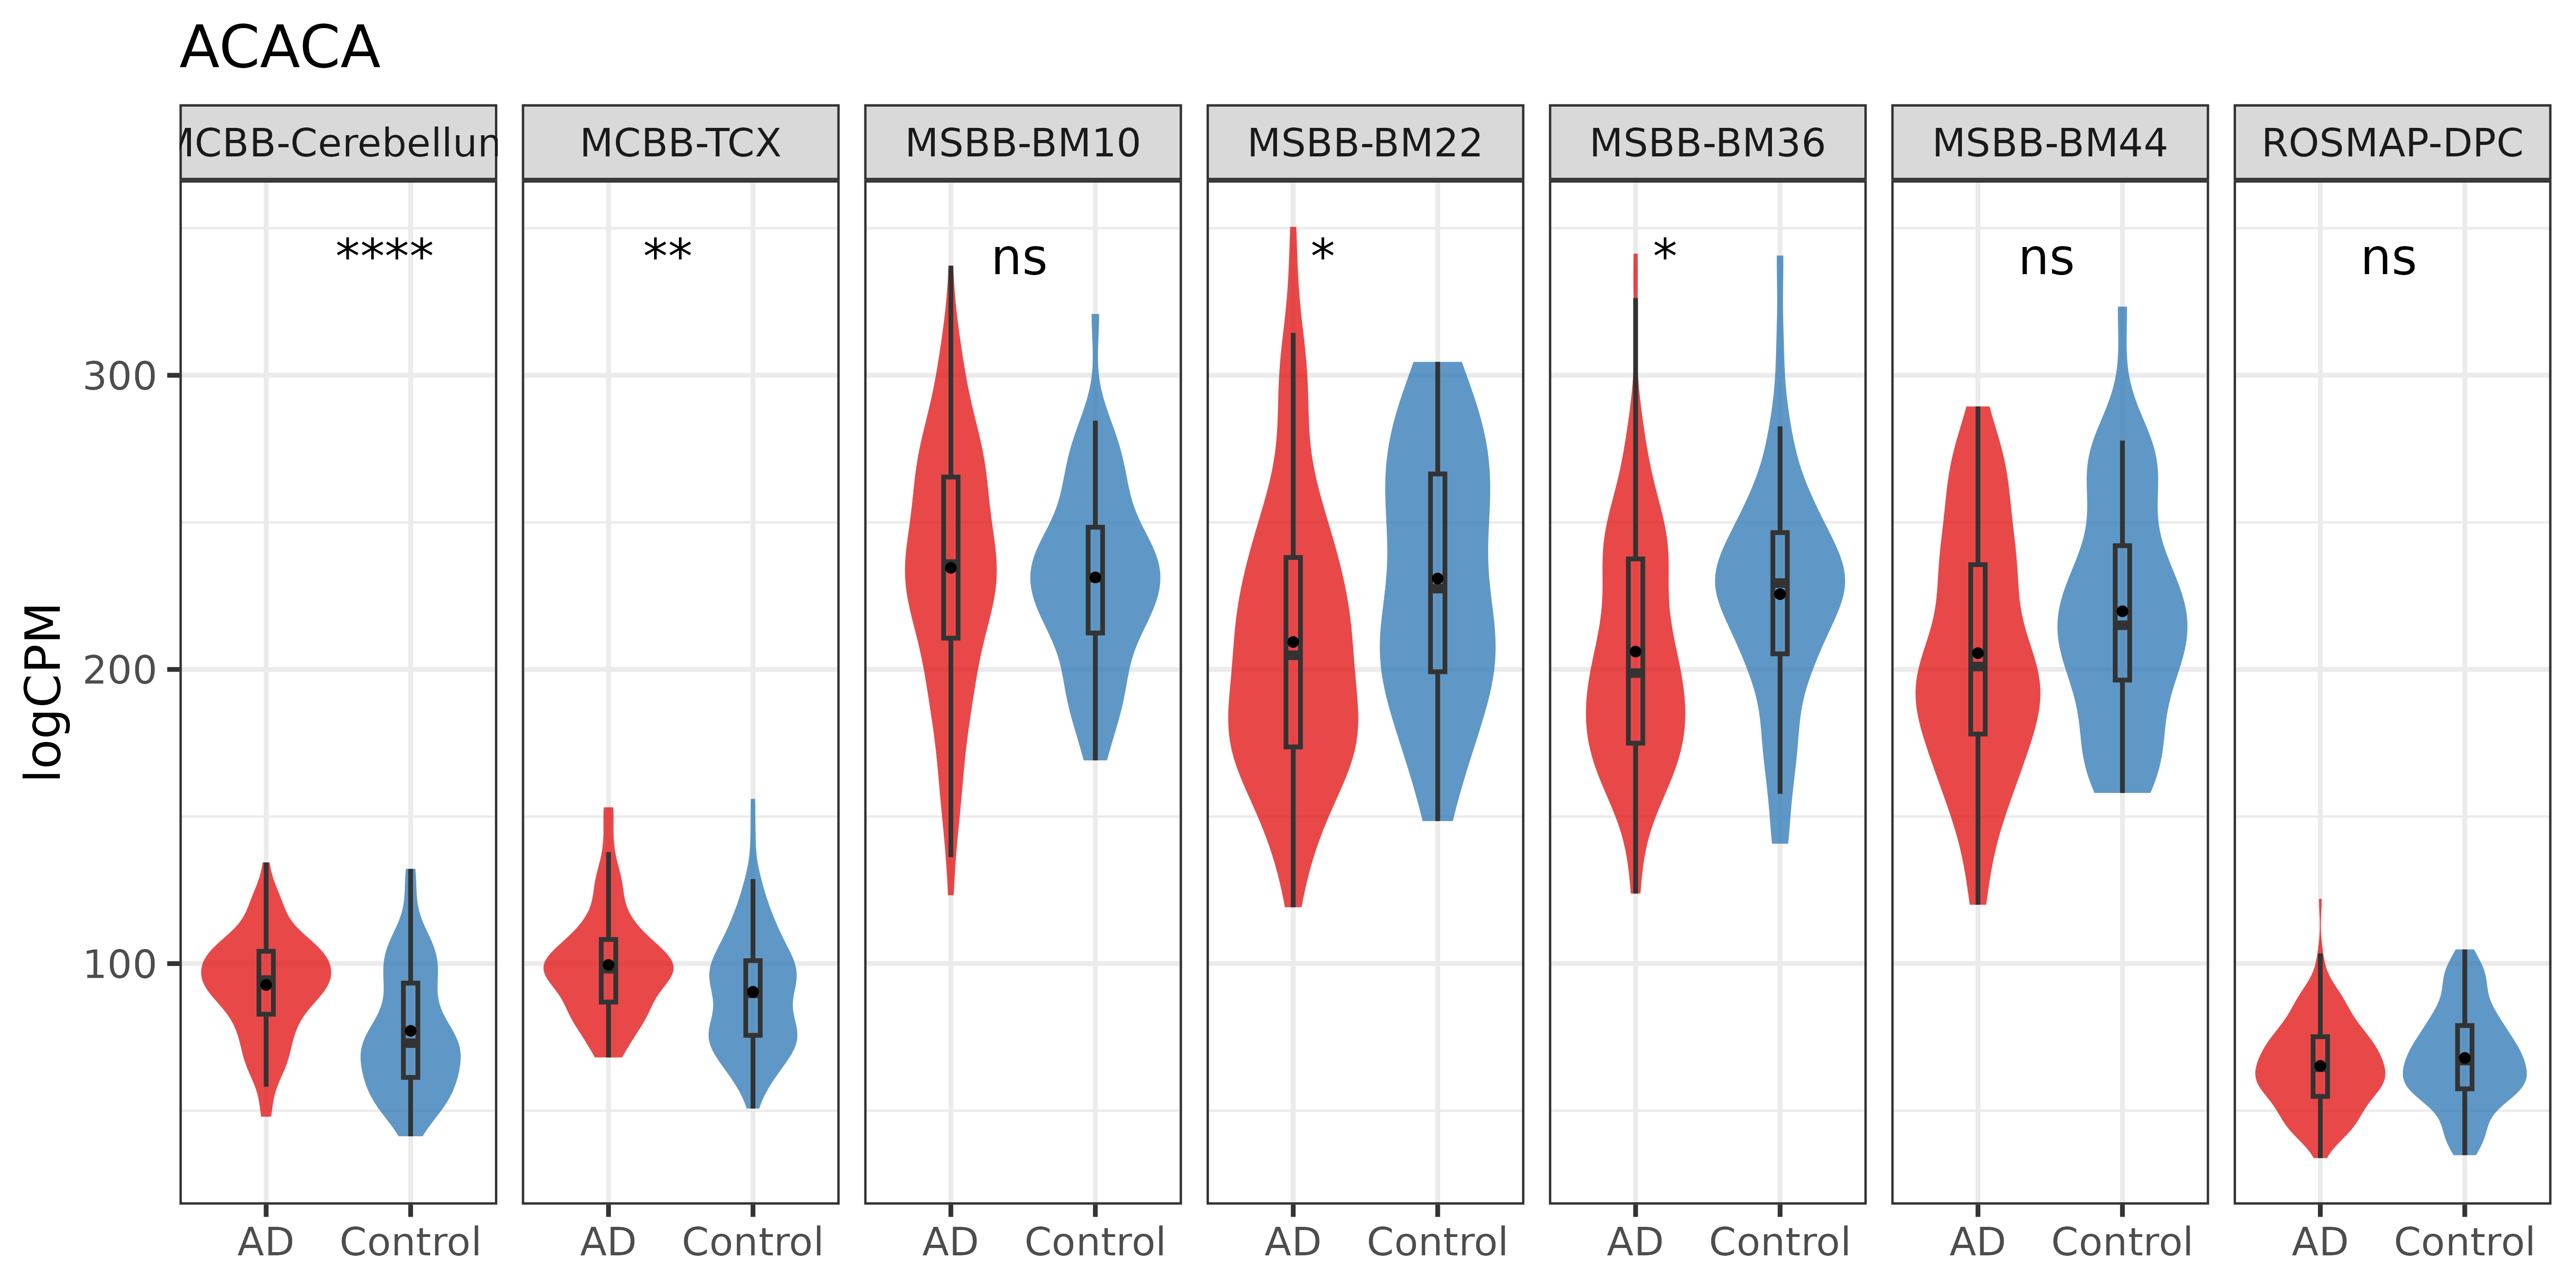 ACACA
MCBB-Cerebellum MCBB-TCX MSBB-BM10 MSBB-BM22 MSBB-BM36 MSBB-BM44 ROSMAP-DPC
**** ** ns * * ns ns
300
200
100
logCPM
AD Control AD Control AD Control AD Control AD Control AD Control AD Control